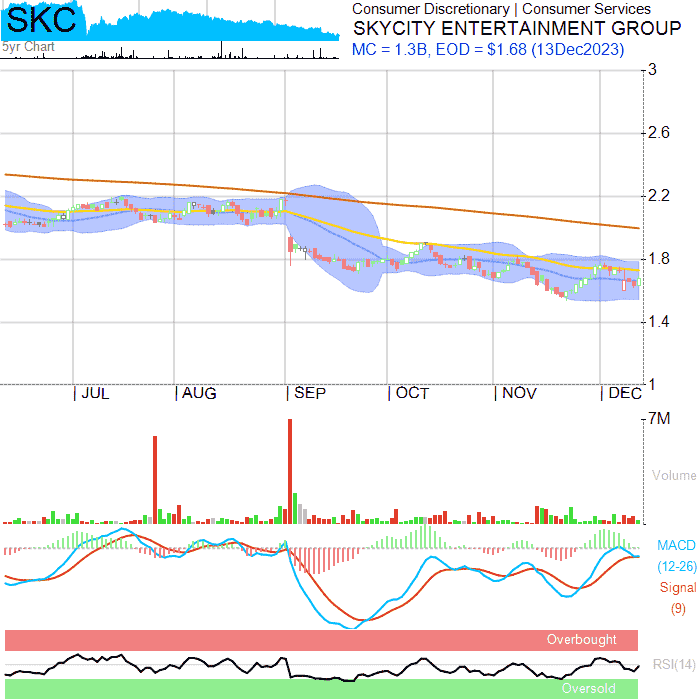 SKC
5yr Chart
Consumer Discretionary | Consumer Services
SKYCITY ENTERTAINMENT GROUP
MC = 1.3B, EOD = $1.68 (13Dec2023)
3
2.6
2.2
1.8
1.4
1
| JUL | AUG | SEP | OCT | NOV | DEC
7M
Volume
MACD
(12-26)
Signal
(9)
Overbought
RSI(14)
Oversold